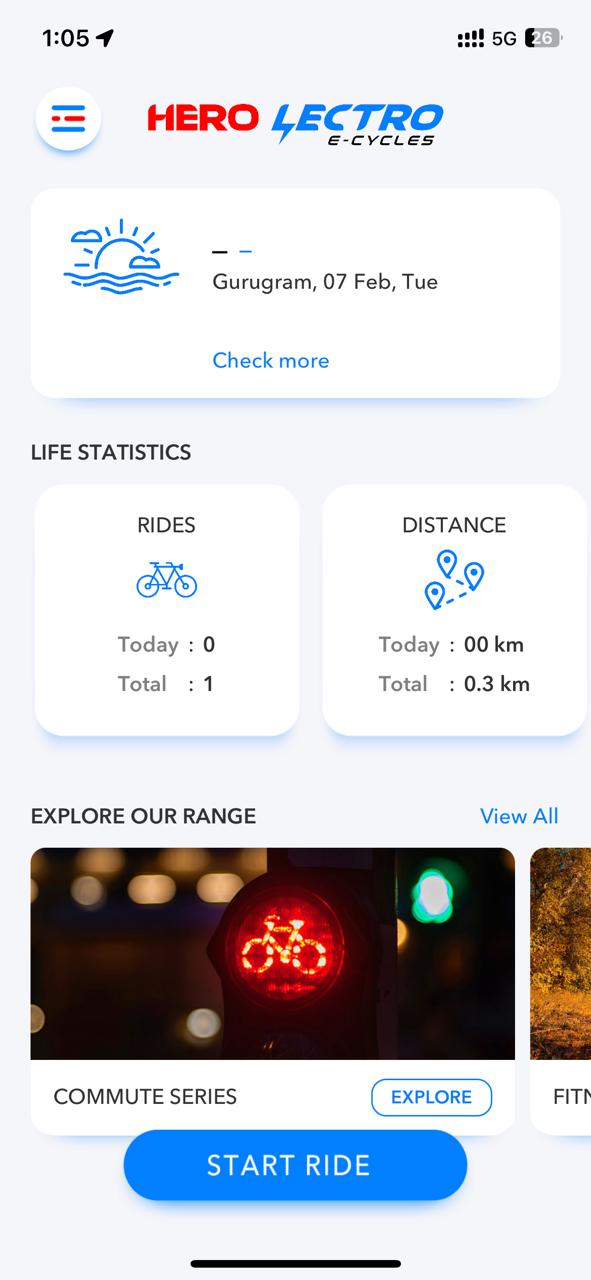 1:05 5G 26
HERO LECTRO
E-CYCLES
– –
Gurugram, 07 Feb, Tue
Check more
LIFE STATISTICS
RIDES
Today : 0
Total : 1
DISTANCE
Today : 00 km
Total : 0.3 km
EXPLORE OUR RANGE View All
COMMUTE SERIES EXPLORE FITN
START RIDE